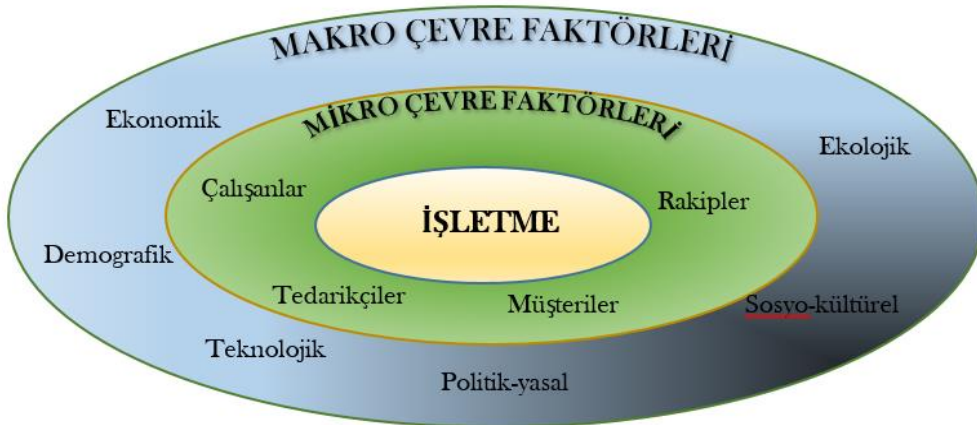 MAKRO ÇEVRE FAKTÖRLERİ
MİKRO ÇEVRE FAKTÖRLERİ
Ekonomik
Ekolojik
Çalışanlar
Rakipler
İŞLETME
Demografik
Tedarikçiler
Müşteriler
Sosyo-kültürel
Teknolojik
Politik-yasal